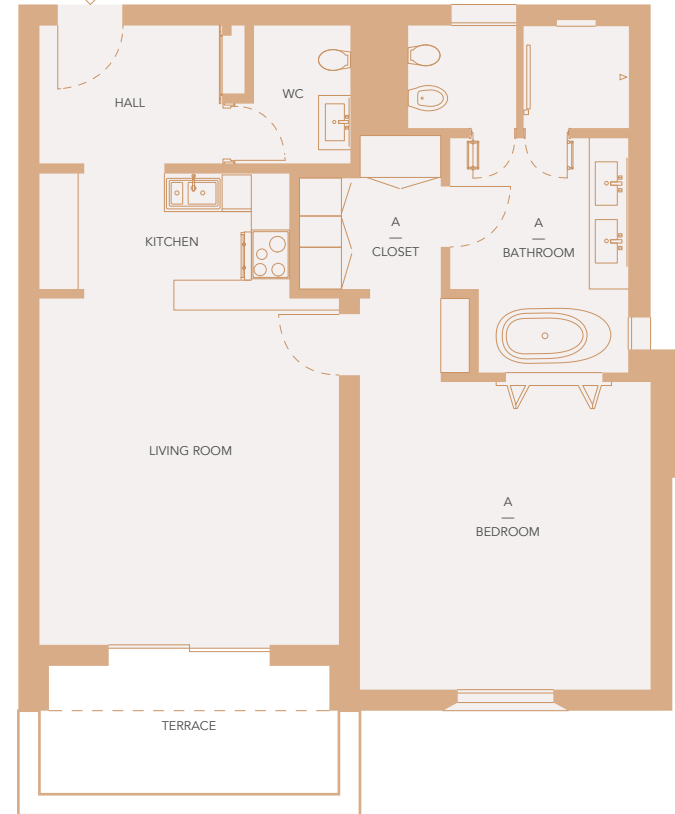 HALL
WC
KITCHEN
A
CLOSET
A
BATHROOM
LIVING ROOM
A
BEDROOM
TERRACE